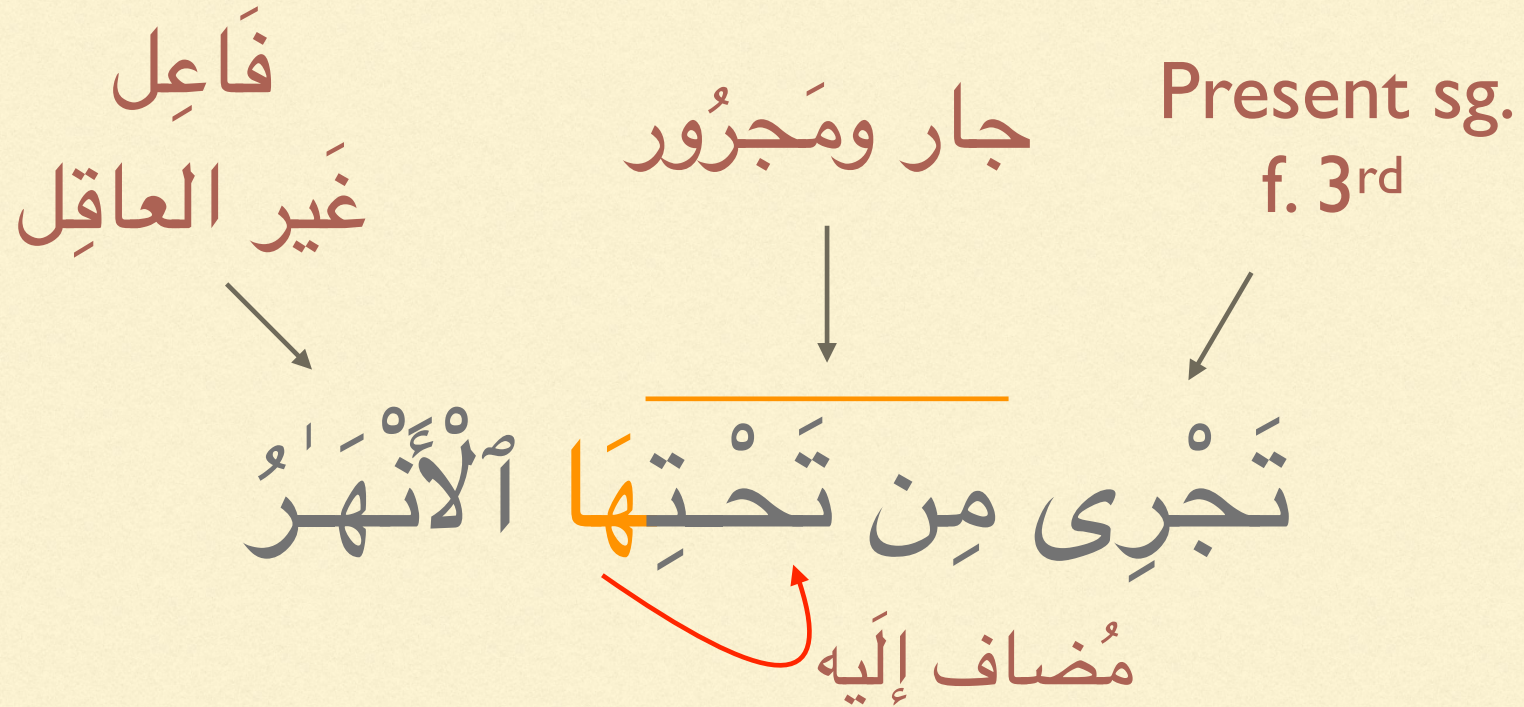 فَاعِل
غَير العاقِل
جار ومَجرُور
Present sg.
f. 3rd
تَجْرِى مِن تَحْتِهَا ٱلْأَنْهَـٰرُ
مُضاف إلَيه